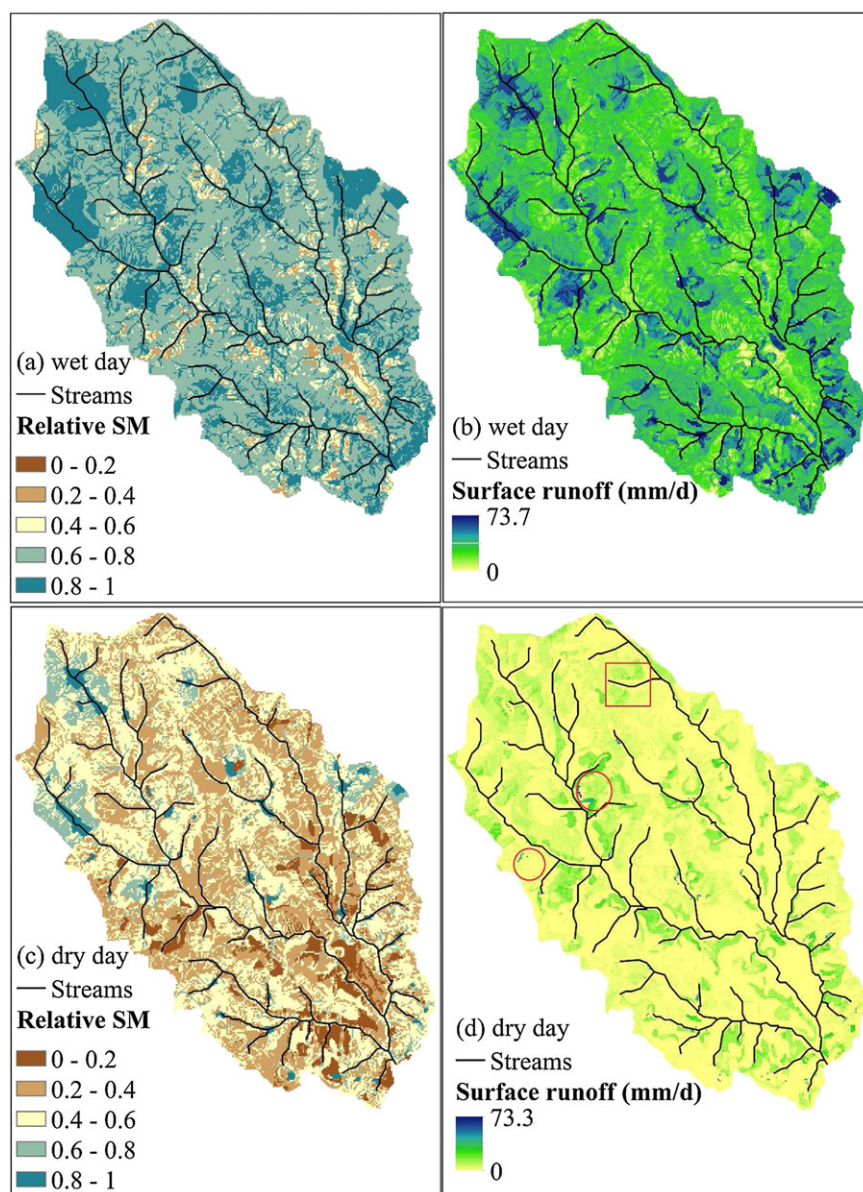 (a) wet day
Streams
Relative SM
0 - 0.2
0.2 - 0.4
0.4 - 0.6
0.6 - 0.8
0.8 - 1
(b) wet day
Streams
Surface runoff (mm/d)
73.7
0
(c) dry day
Streams
Relative SM
0 - 0.2
0.2 - 0.4
0.4 - 0.6
0.6 - 0.8
0.8 - 1
(d) dry day
Streams
Surface runoff (mm/d)
73.3
0